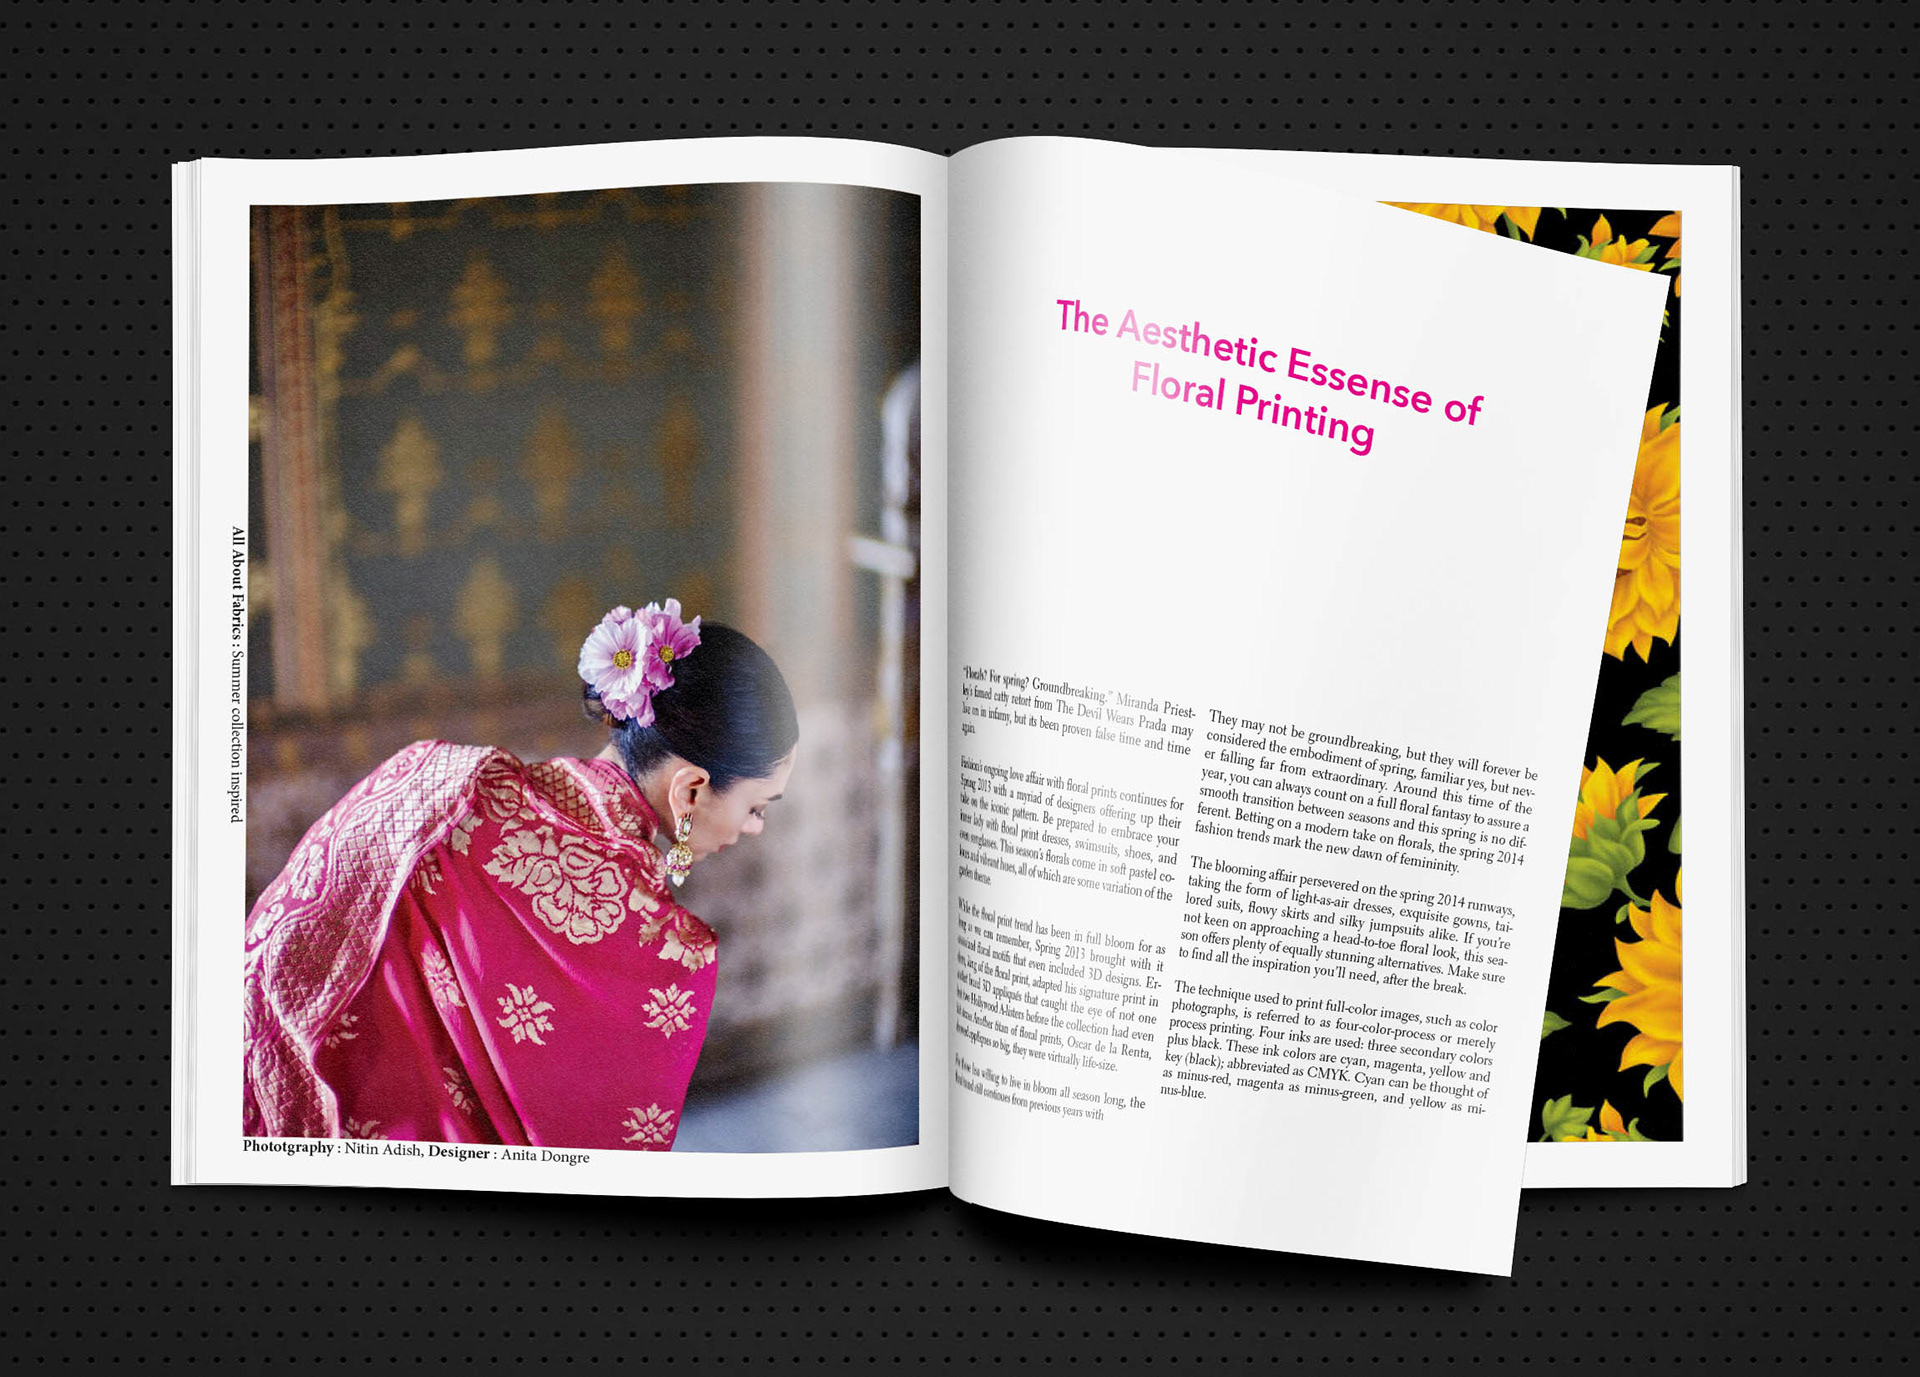 All About Fabrics : Summer collection inspired
Phototgraphy : Nitin Adish, Designer : Anita Dongre
The Aesthetic Essense of
Floral Printing
"Florals? For spring? Groundbreaking." Miranda Priest-
ly's famed catty retort from The Devil Wears Prada may
live on in infamy, but its been proven false time and time
again.
Fashion's ongoing love affair with floral prints continues for
Spring 2013 with a myriad of designers offering up their
take on the iconic pattern. Be prepared to embrace your
inner lady with floral print dresses, swimsuits, shoes, and
even sunglasses. This season's florals come in soft pastel co-
lours and vibrant hues, all of which are some variation of the
garden theme.
While the floral print trend has been in full bloom for as
long as we can remember, Spring 2013 brought with it
floral motifs that even included 3D designs. Er-
dem, king of the floral print, adapted his signature print in
3D appliqués that caught the eye of not one
but two Hollywood A-listers before the collection had even
hit stores. Another titan of floral prints, Oscar de la Renta,
showed appliques so big, they were virtually life-size.
For those less willing to live in bloom all season long, the
floral trend still continues from previous years with
They may not be groundbreaking, but they will forever be
considered the embodiment of spring, familiar yes, but nev-
er falling far from extraordinary. Around this time of the
year, you can always count on a full floral fantasy to assure a
smooth transition between seasons and this spring is no dif-
ferent. Betting on a modern take on florals, the spring 2014
fashion trends mark the new dawn of femininity.
The blooming affair persevered on the spring 2014 runways,
taking the form of light-as-air dresses, exquisite gowns, tai-
lored suits, flowy skirts and silky jumpsuits alike. If you're
not keen on approaching a head-to-toe floral look, this sea-
son offers plenty of equally stunning alternatives. Make sure
to find all the inspiration you'll need, after the break.
The technique used to print full-color images, such as color
photographs, is referred to as four-color-process or merely
process printing. Four inks are used: three secondary colors
plus black. These ink colors are cyan, magenta, yellow and
key (black); abbreviated as CMYK. Cyan can be thought of
as minus-red, magenta as minus-green, and yellow as mi-
nus-blue.